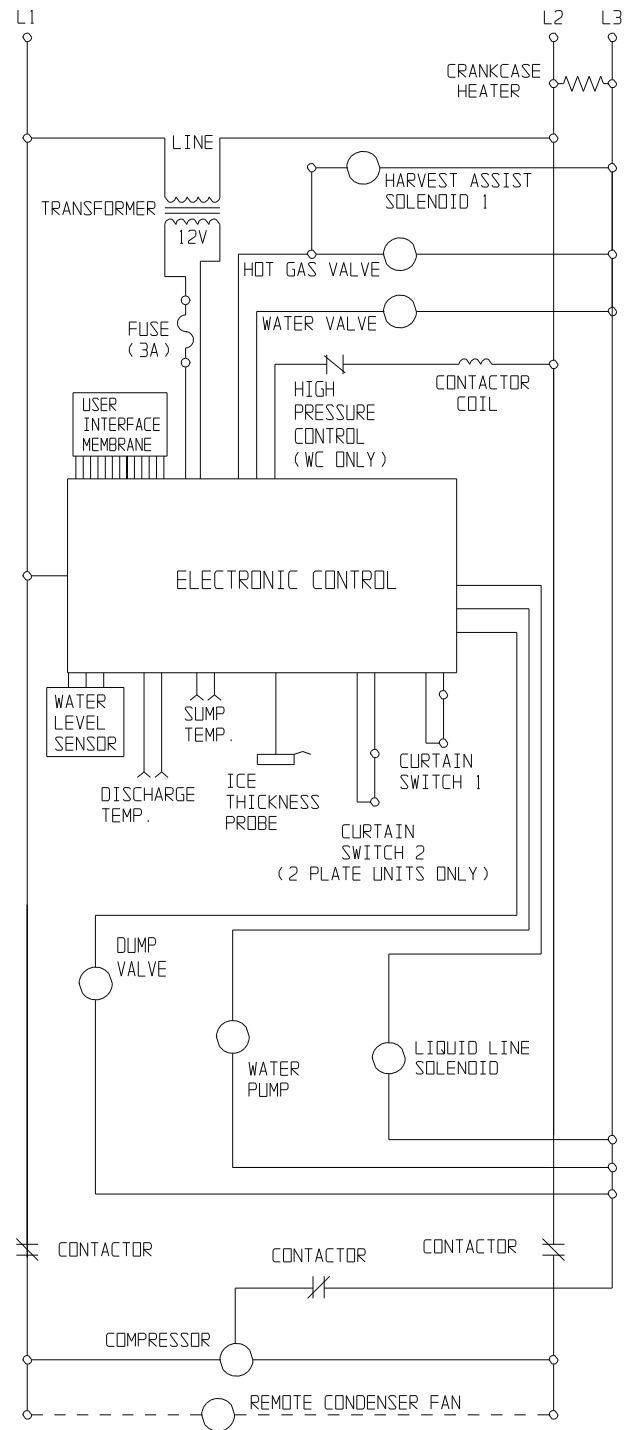 L1
L2
L3
CRANKCASE
HEATER
LINE
HARVEST ASSIST
SOLENOID 1
TRANSFORMER
12V
HOT GAS VALVE
FUSE
(3A)
WATER VALVE
CONTACTOR
COIL
HIGH
PRESSURE
CONTROL
(WC ONLY)
USER
INTERFACE
MEMBRANE
ELECTRONIC CONTROL
WATER
LEVEL
SENSOR
SUMP
TEMP.
DISCHARGE
TEMP.
ICE
THICKNESS
PROBE
CURTAIN
SWITCH 1
CURTAIN
SWITCH 2
(2 PLATE UNITS ONLY)
DUMP
VALVE
WATER
PUMP
LIQUID LINE
SOLENOID
CONTACTOR
CONTACTOR
CONTACTOR
COMPRESSOR
REMOTE CONDENSER FAN